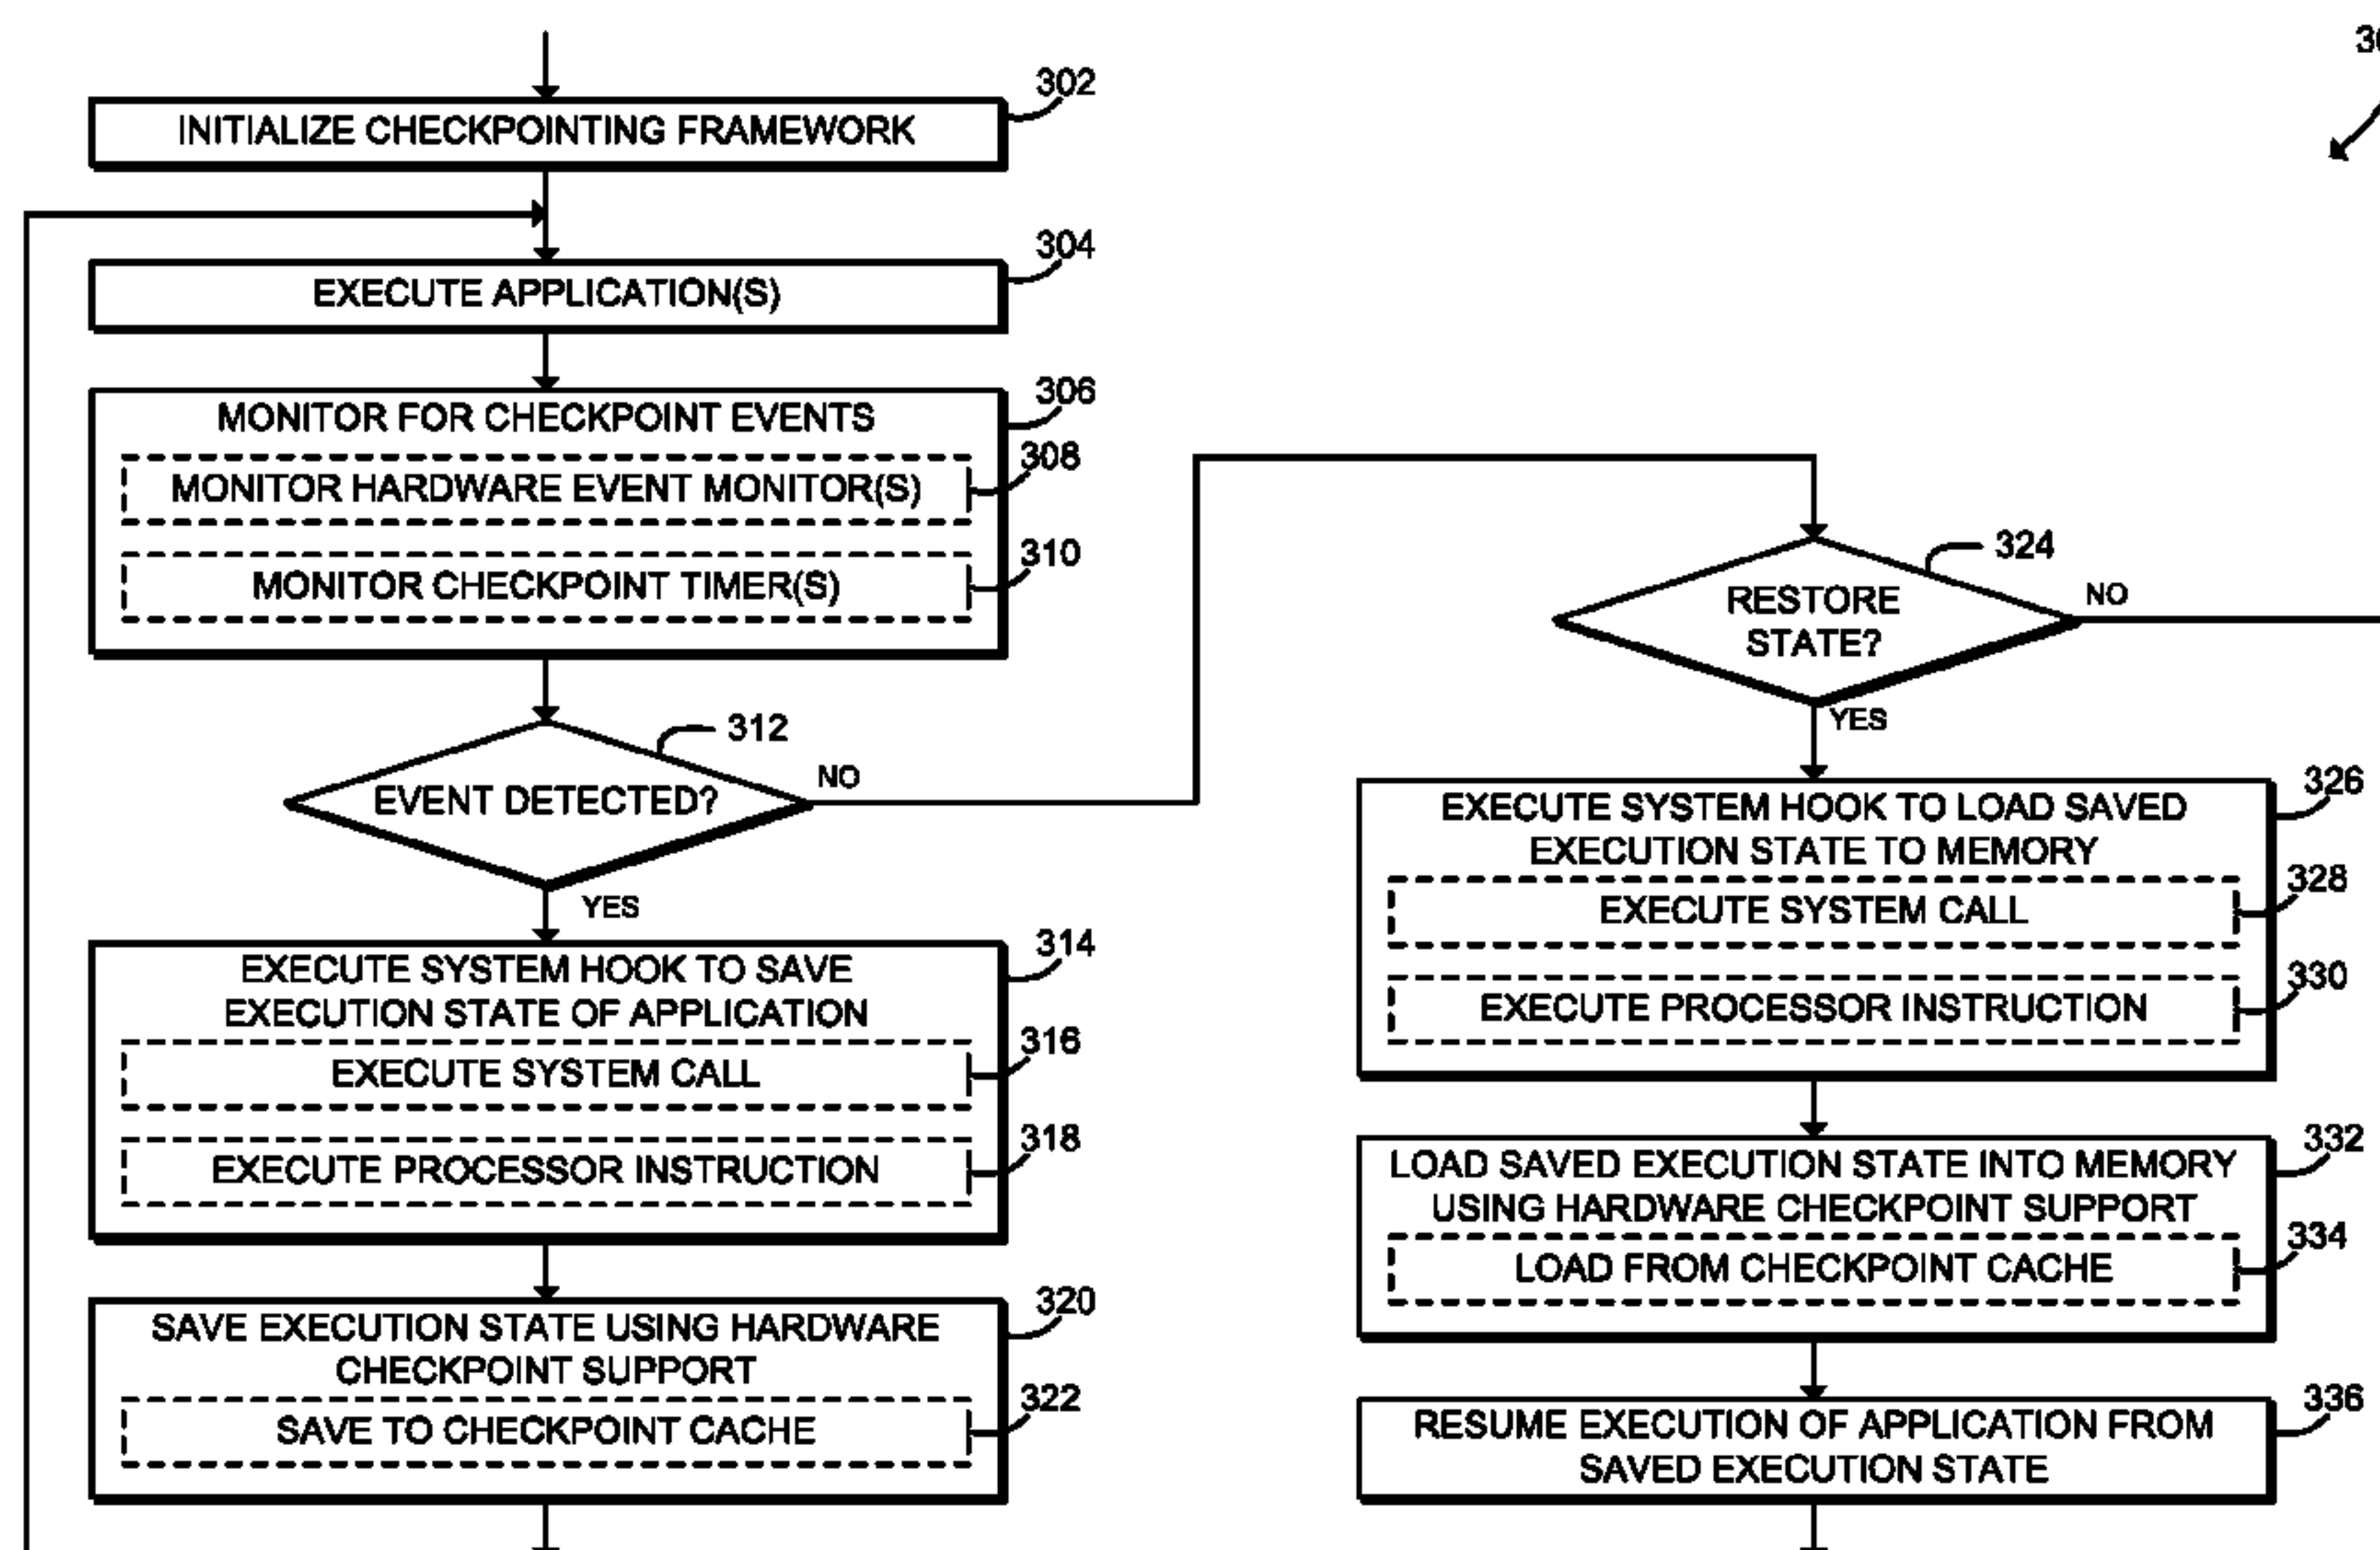 302
INITIALIZE CHECKPOINTING FRAMEWORK
304
EXECUTE APPLICATION(S)
306
MONITOR FOR CHECKPOINT EVENTS
308
MONITOR HARDWARE EVENT MONITOR(S)
310
MONITOR CHECKPOINT TIMER(S)
312
EVENT DETECTED?
NO
YES
314
EXECUTE SYSTEM HOOK TO SAVE
EXECUTION STATE OF APPLICATION
316
EXECUTE SYSTEM CALL
318
EXECUTE PROCESSOR INSTRUCTION
320
SAVE EXECUTION STATE USING HARDWARE
CHECKPOINT SUPPORT
322
SAVE TO CHECKPOINT CACHE
324
RESTORE
STATE?
NO
YES
326
EXECUTE SYSTEM HOOK TO LOAD SAVED
EXECUTION STATE TO MEMORY
328
EXECUTE SYSTEM CALL
330
EXECUTE PROCESSOR INSTRUCTION
332
LOAD SAVED EXECUTION STATE INTO MEMORY
USING HARDWARE CHECKPOINT SUPPORT
334
LOAD FROM CHECKPOINT CACHE
336
RESUME EXECUTION OF APPLICATION FROM
SAVED EXECUTION STATE